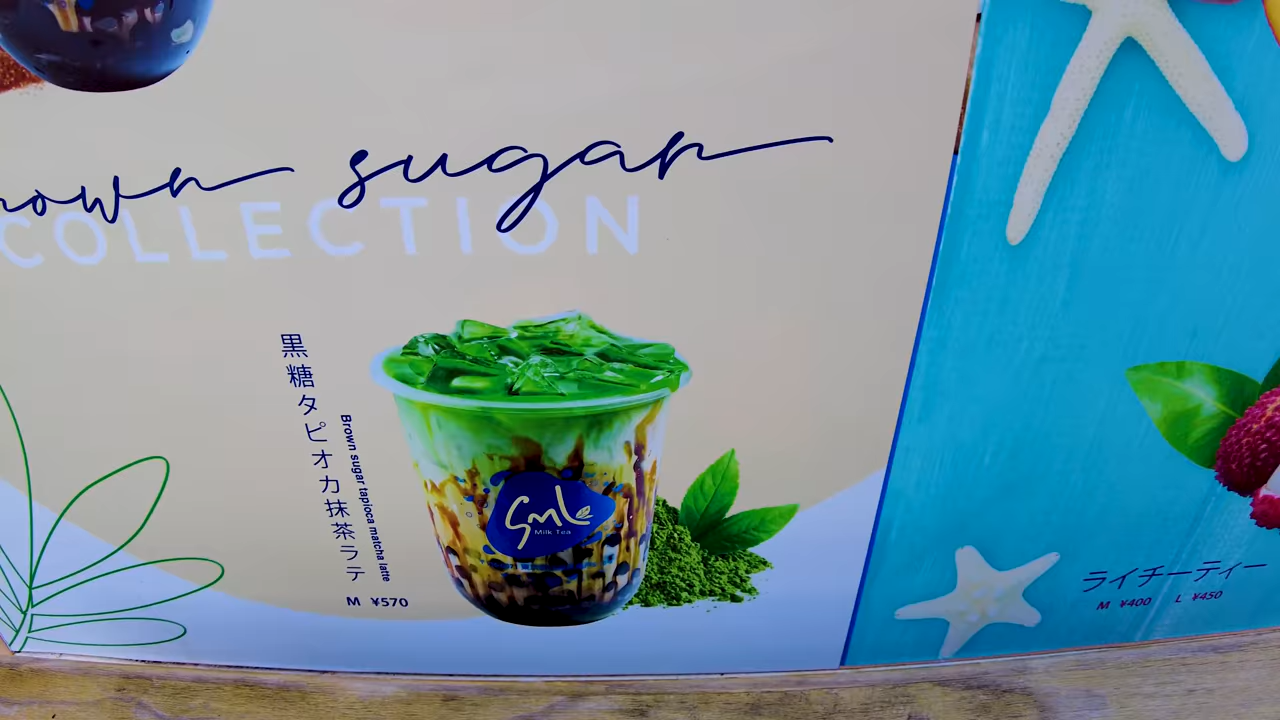 sugar
COLLECTION
黒糖タピオカ抹茶ラテ
Brown sugar tapioca matcha latte
M ¥570
SML
Milk Tea
ライチーティー
M ¥400 L ¥450